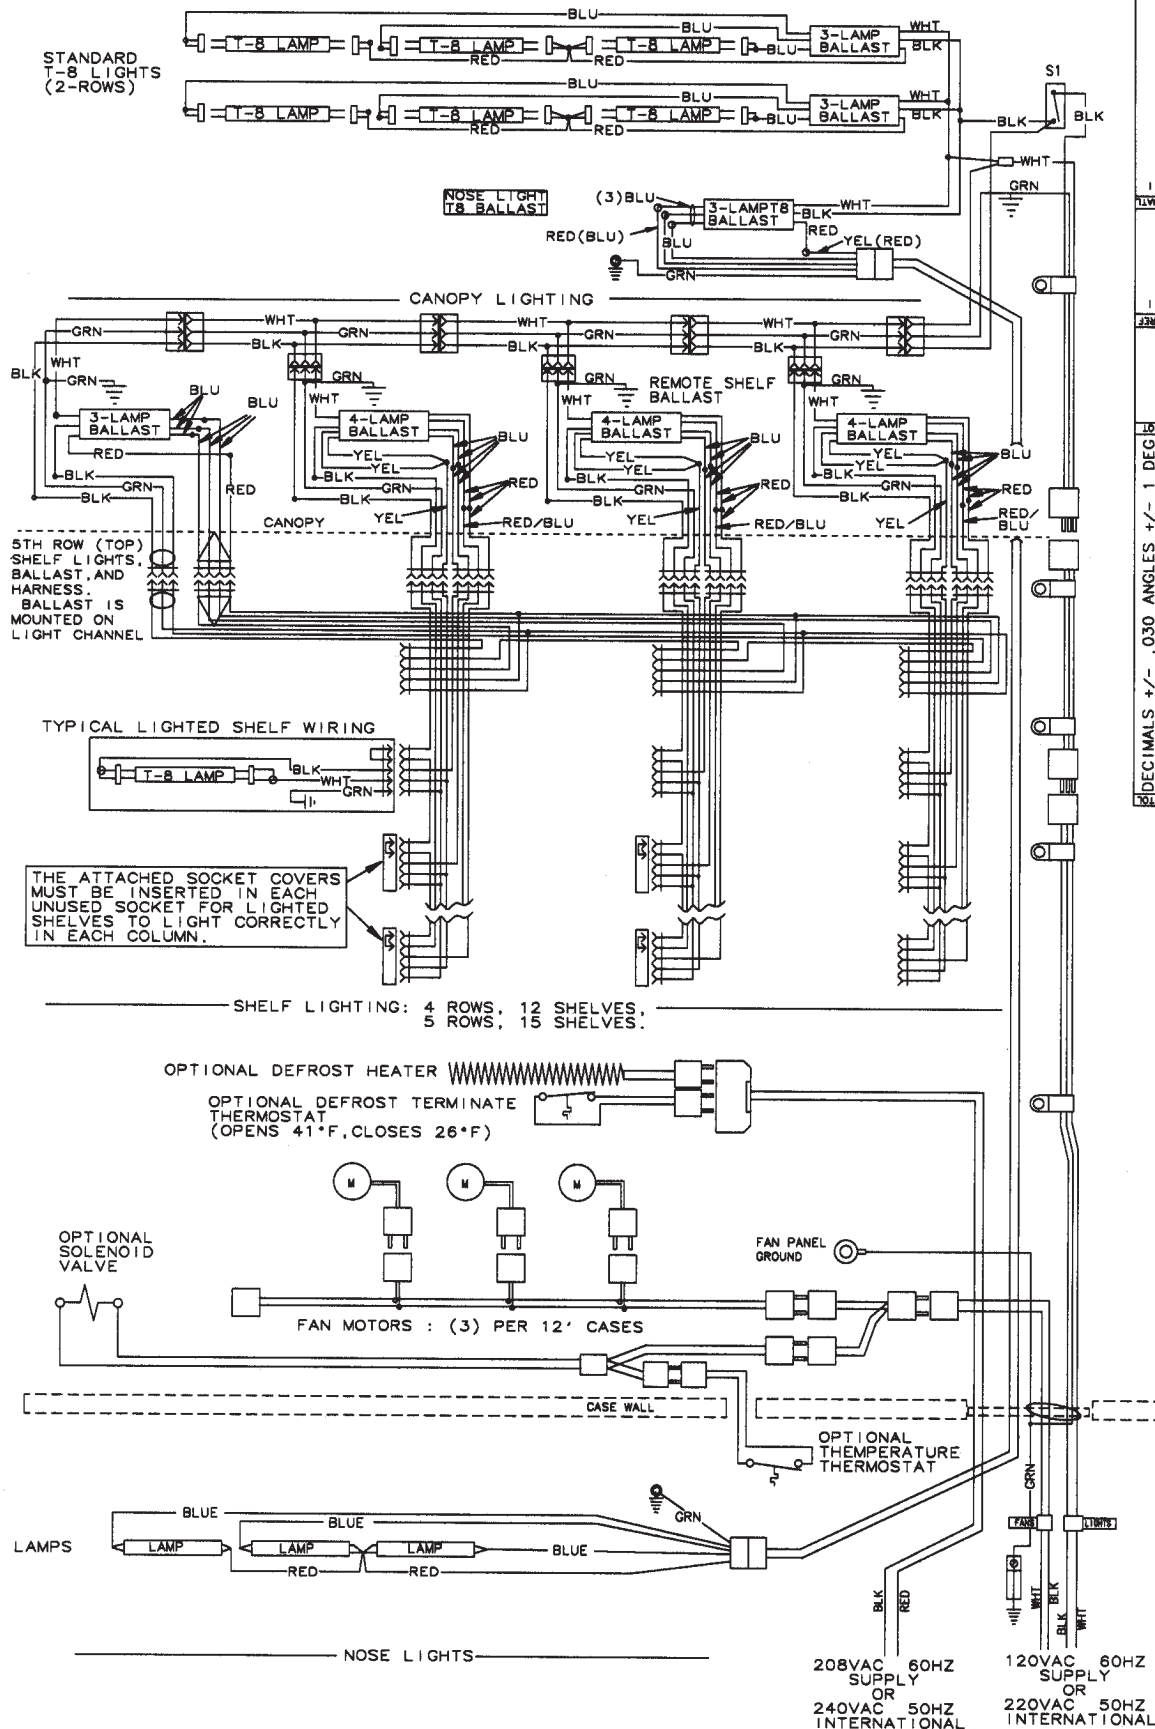 BLU
BLU
WHT
T-8 LAMP
T-8 LAMP
T-8 LAMP
BLU
3-LAMP
BALLAST
BLK
RED
RED
STANDARD
T-8 LIGHTS
(2-ROWS)
S1
BLU
BLU
WHT
T-8 LAMP
T-8 LAMP
T-8 LAMP
BLU
3-LAMP
BALLAST
BLK
RED
RED
BLK
BLK
WHT
GRN
NOSE LIGHT
T8 BALLAST
(3)BLU
3-LAMPT8
BALLAST
WHT
BLK
RED
RED(BLU)
BLU
YEL(RED)
GRN
CANOPY LIGHTING
WHT
GRN
BLK
WHT
GRN
BLK
WHT
GRN
BLK
GRN
WHT
BLK
GRN
BLU
BLU
3-LAMP
BALLAST
RED
BLK
GRN
BLK
RED
GRN
WHT
4-LAMP
BALLAST
BLU
YEL
YEL
BLK
GRN
BLK
RED
YEL
RED/BLU
GRN
REMOTE SHELF
BALLAST
WHT
4-LAMP
BALLAST
BLU
YEL
YEL
BLK
GRN
BLK
RED
YEL
RED/BLU
GRN
WHT
4-LAMP
BALLAST
BLU
YEL
YEL
BLK
GRN
BLK
RED
YEL
RED/
BLU
CANOPY
5TH ROW (TOP)
SHELF LIGHTS,
BALLAST,AND
HARNESS.
BALLAST IS
MOUNTED ON
LIGHT CHANNEL
TYPICAL LIGHTED SHELF WIRING
T-8 LAMP
BLK
WHT
GRN
THE ATTACHED SOCKET COVERS
MUST BE INSERTED IN EACH
UNUSED SOCKET FOR LIGHTED
SHELVES TO LIGHT CORRECTLY
IN EACH COLUMN.
SHELF LIGHTING: 4 ROWS, 12 SHELVES,
5 ROWS, 15 SHELVES.
OPTIONAL DEFROST HEATER
OPTIONAL DEFROST TERMINATE
THERMOSTAT
(OPENS 41°F,CLOSES 26°F)
M
M
M
OPTIONAL
SOLENOID
VALVE
FAN PANEL
GROUND
FAN MOTORS : (3) PER 12' CASES
CASE WALL
OPTIONAL
THEMPERATURE
THERMOSTAT
GRN
FANS
LIGHTS
LAMPS
BLUE
BLUE
LAMP
LAMP
LAMP
BLUE
RED
RED
GRN
BLK
RED
WHT
BLK
BLK
WHT
NOSE LIGHTS
208VAC 60HZ
SUPPLY
OR
240VAC 50HZ
INTERNATIONAL
120VAC 60HZ
SUPPLY
OR
220VAC 50HZ
INTERNATIONAL
DECIMALS +/- .030 ANGLES +/- 1 DEG
TOL